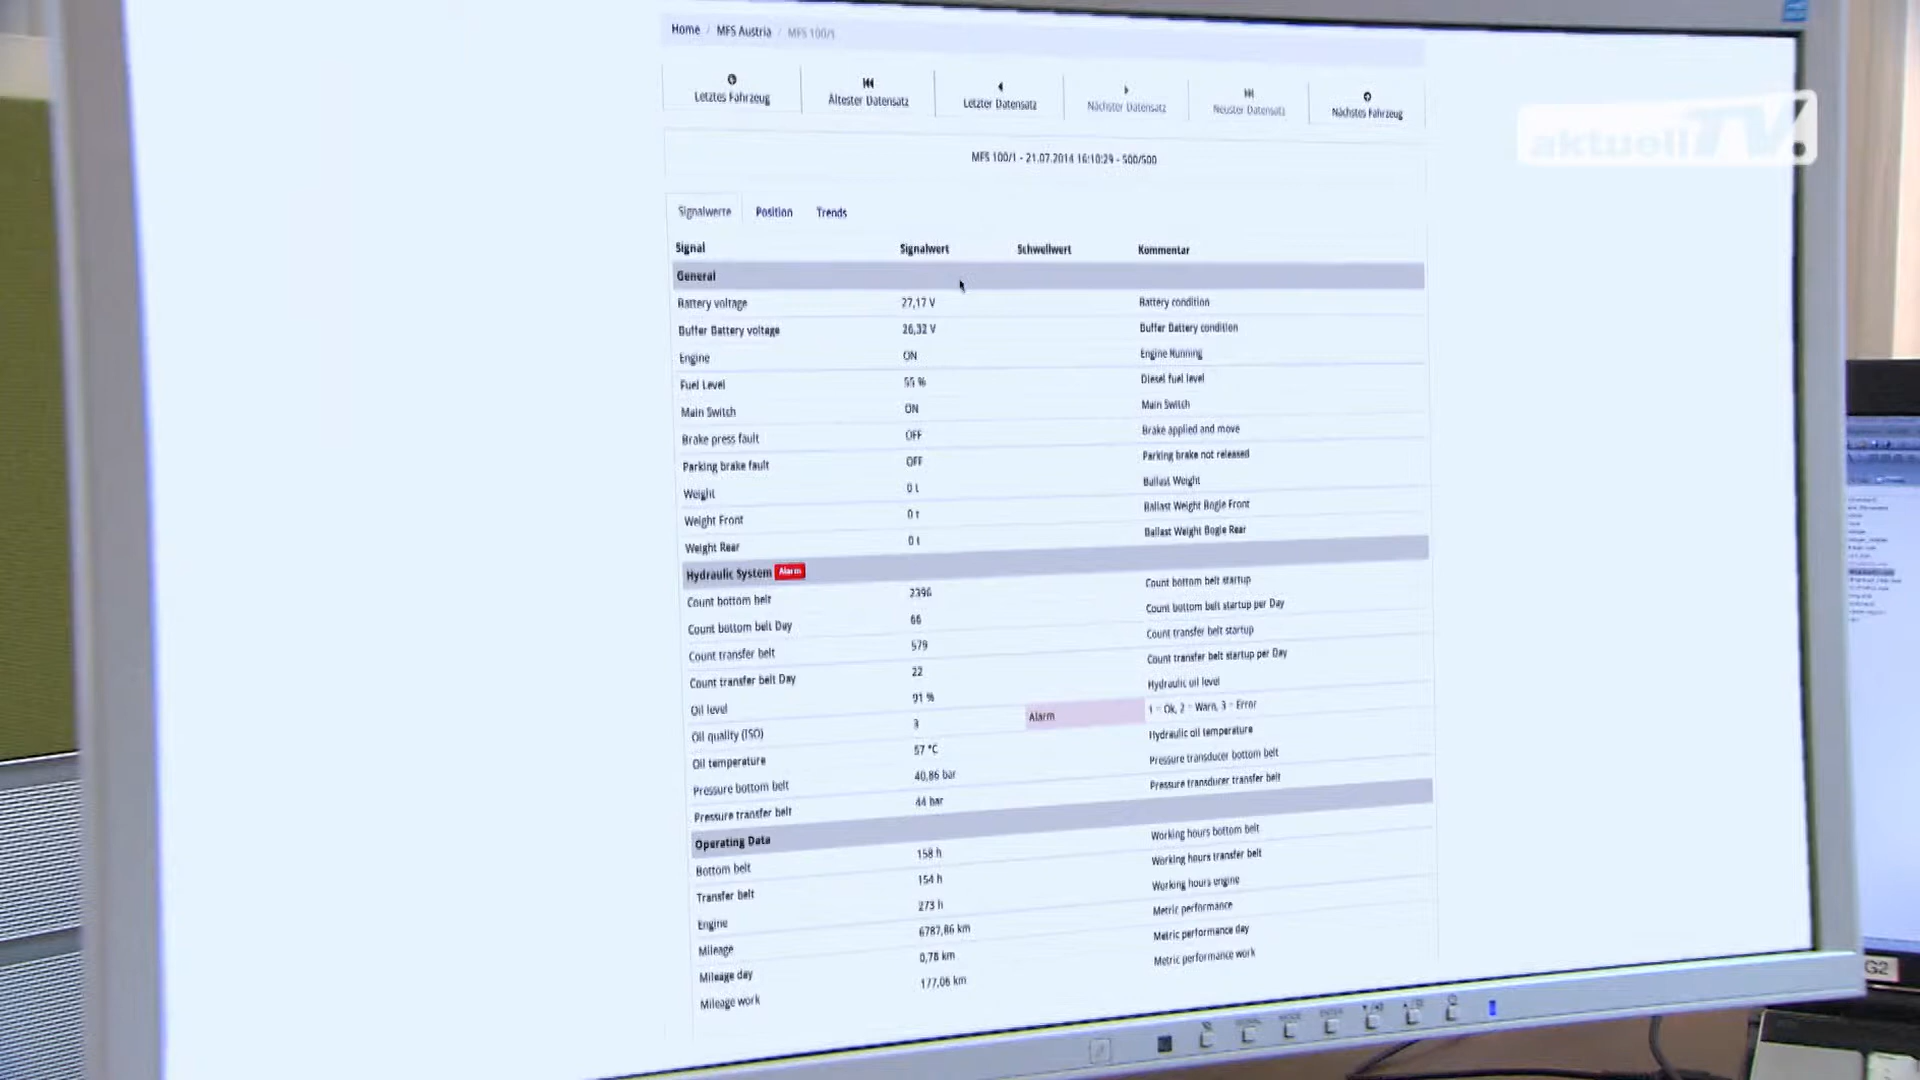 Home / MFS Austria / MFS 100/1
Letztes Fahrzeug
Ältester Datensatz
Letzter Datensatz
Nächster Datensatz
Neuster Datensatz
Nächstes Fahrzeug
aktuell TV.
MFS 100/1 - 21.07.2014 16:10:29 - 500/500
Signalwerte Position Trends
Signal Signalwert Schwellwert Kommentar
General
Battery voltage 27,17 V Battery condition
Buffer Battery voltage 26,32 V Buffer Battery condition
Engine ON Engine Running
Fuel Level 55 % Diesel fuel level
Main Switch ON Main Switch
Brake press fault OFF Brake applied and move
Parking brake fault OFF Parking brake not released
Weight 0 t Ballast Weight
Weight Front 0 t Ballast Weight Bogie Front
Weight Rear 0 t Ballast Weight Bogie Rear
Hydraulic System Alarm
Count bottom belt 2396 Count bottom belt startup
Count bottom belt Day 66 Count bottom belt startup per Day
Count transfer belt 579 Count transfer belt startup
Count transfer belt Day 22 Count transfer belt startup per Day
Oil level 91 % Hydraulic oil level
Oil quality (ISO) 3 Alarm 1 = Ok, 2 = Warn, 3 = Error
Oil temperature 57 °C Hydraulic oil temperature
Pressure bottom belt 40,86 bar Pressure transducer bottom belt
Pressure transfer belt 44 bar Pressure transducer transfer belt
Operating Data
Bottom belt 158 h Working hours bottom belt
Transfer belt 154 h Working hours transfer belt
Engine 273 h Working hours engine
Mileage 6787,86 km Metric performance
Mileage day 0,78 km Metric performance day
Mileage work 177,06 km Metric performance work
G2